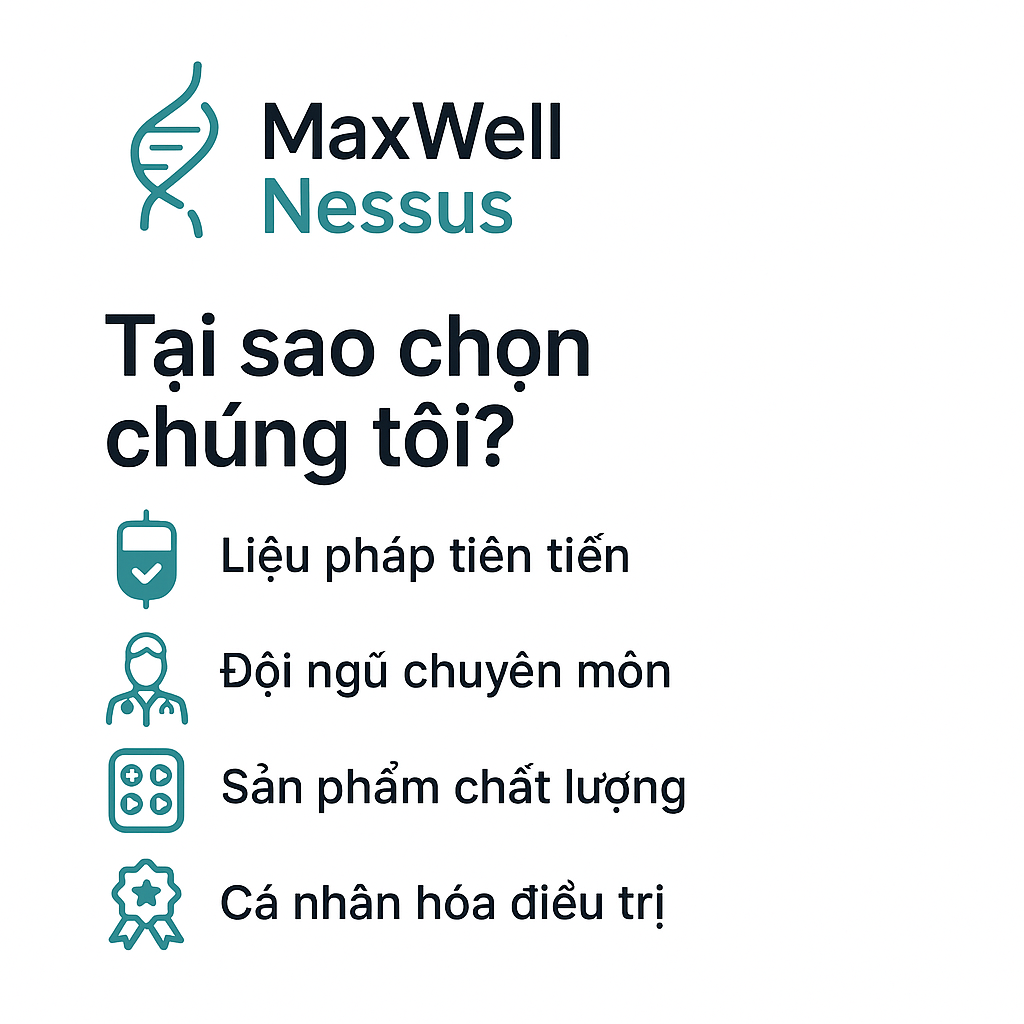 MaxWell
Nessus
Tại sao chọn
chúng tôi?
Liệu pháp tiên tiến
Đội ngũ chuyên môn
Sản phẩm chất lượng
Cá nhân hóa điều trị